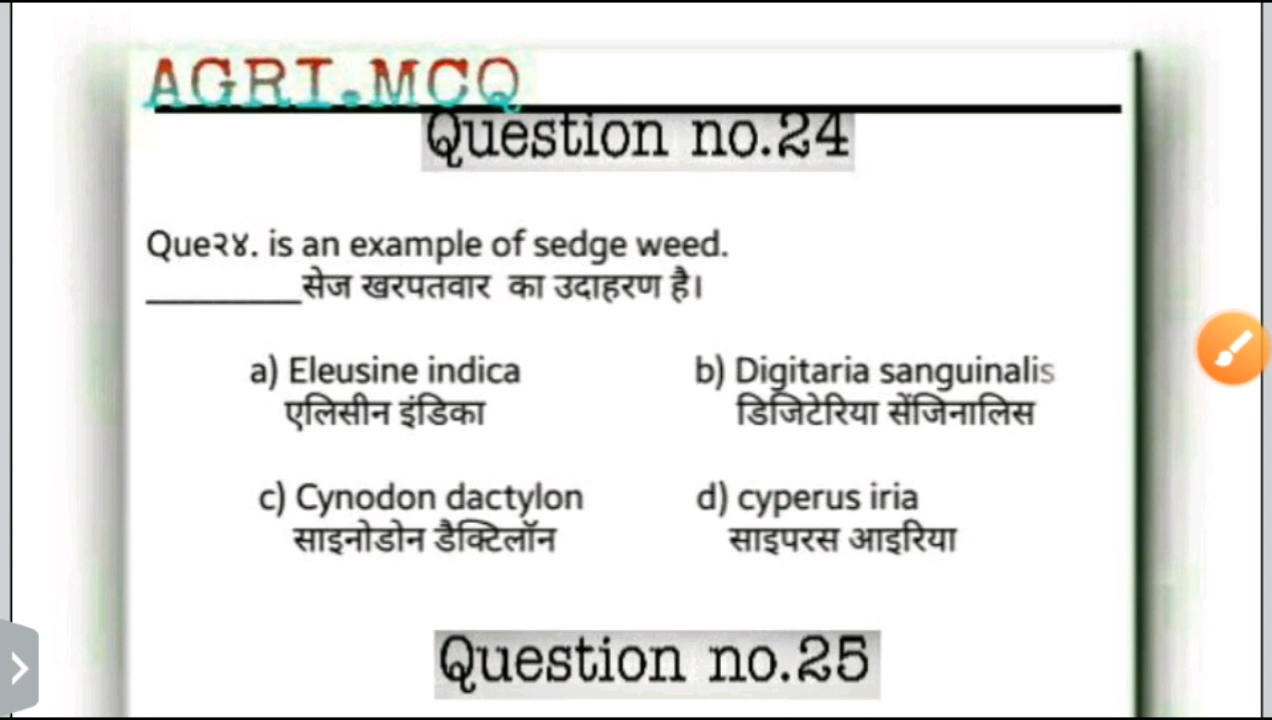 AGRI.MCQ
Question no.24
Que२४. is an example of sedge weed.
__________सेज खरपतवार का उदाहरण है।
a) Eleusine indica
एलिसीन इंडिका
b) Digitaria sanguinalis
डिजिटेरिया सेंजिनालिस
c) Cynodon dactylon
साइनोडोन डैक्टिलॉन
d) cyperus iria
साइपरस आइरिया
Question no.25